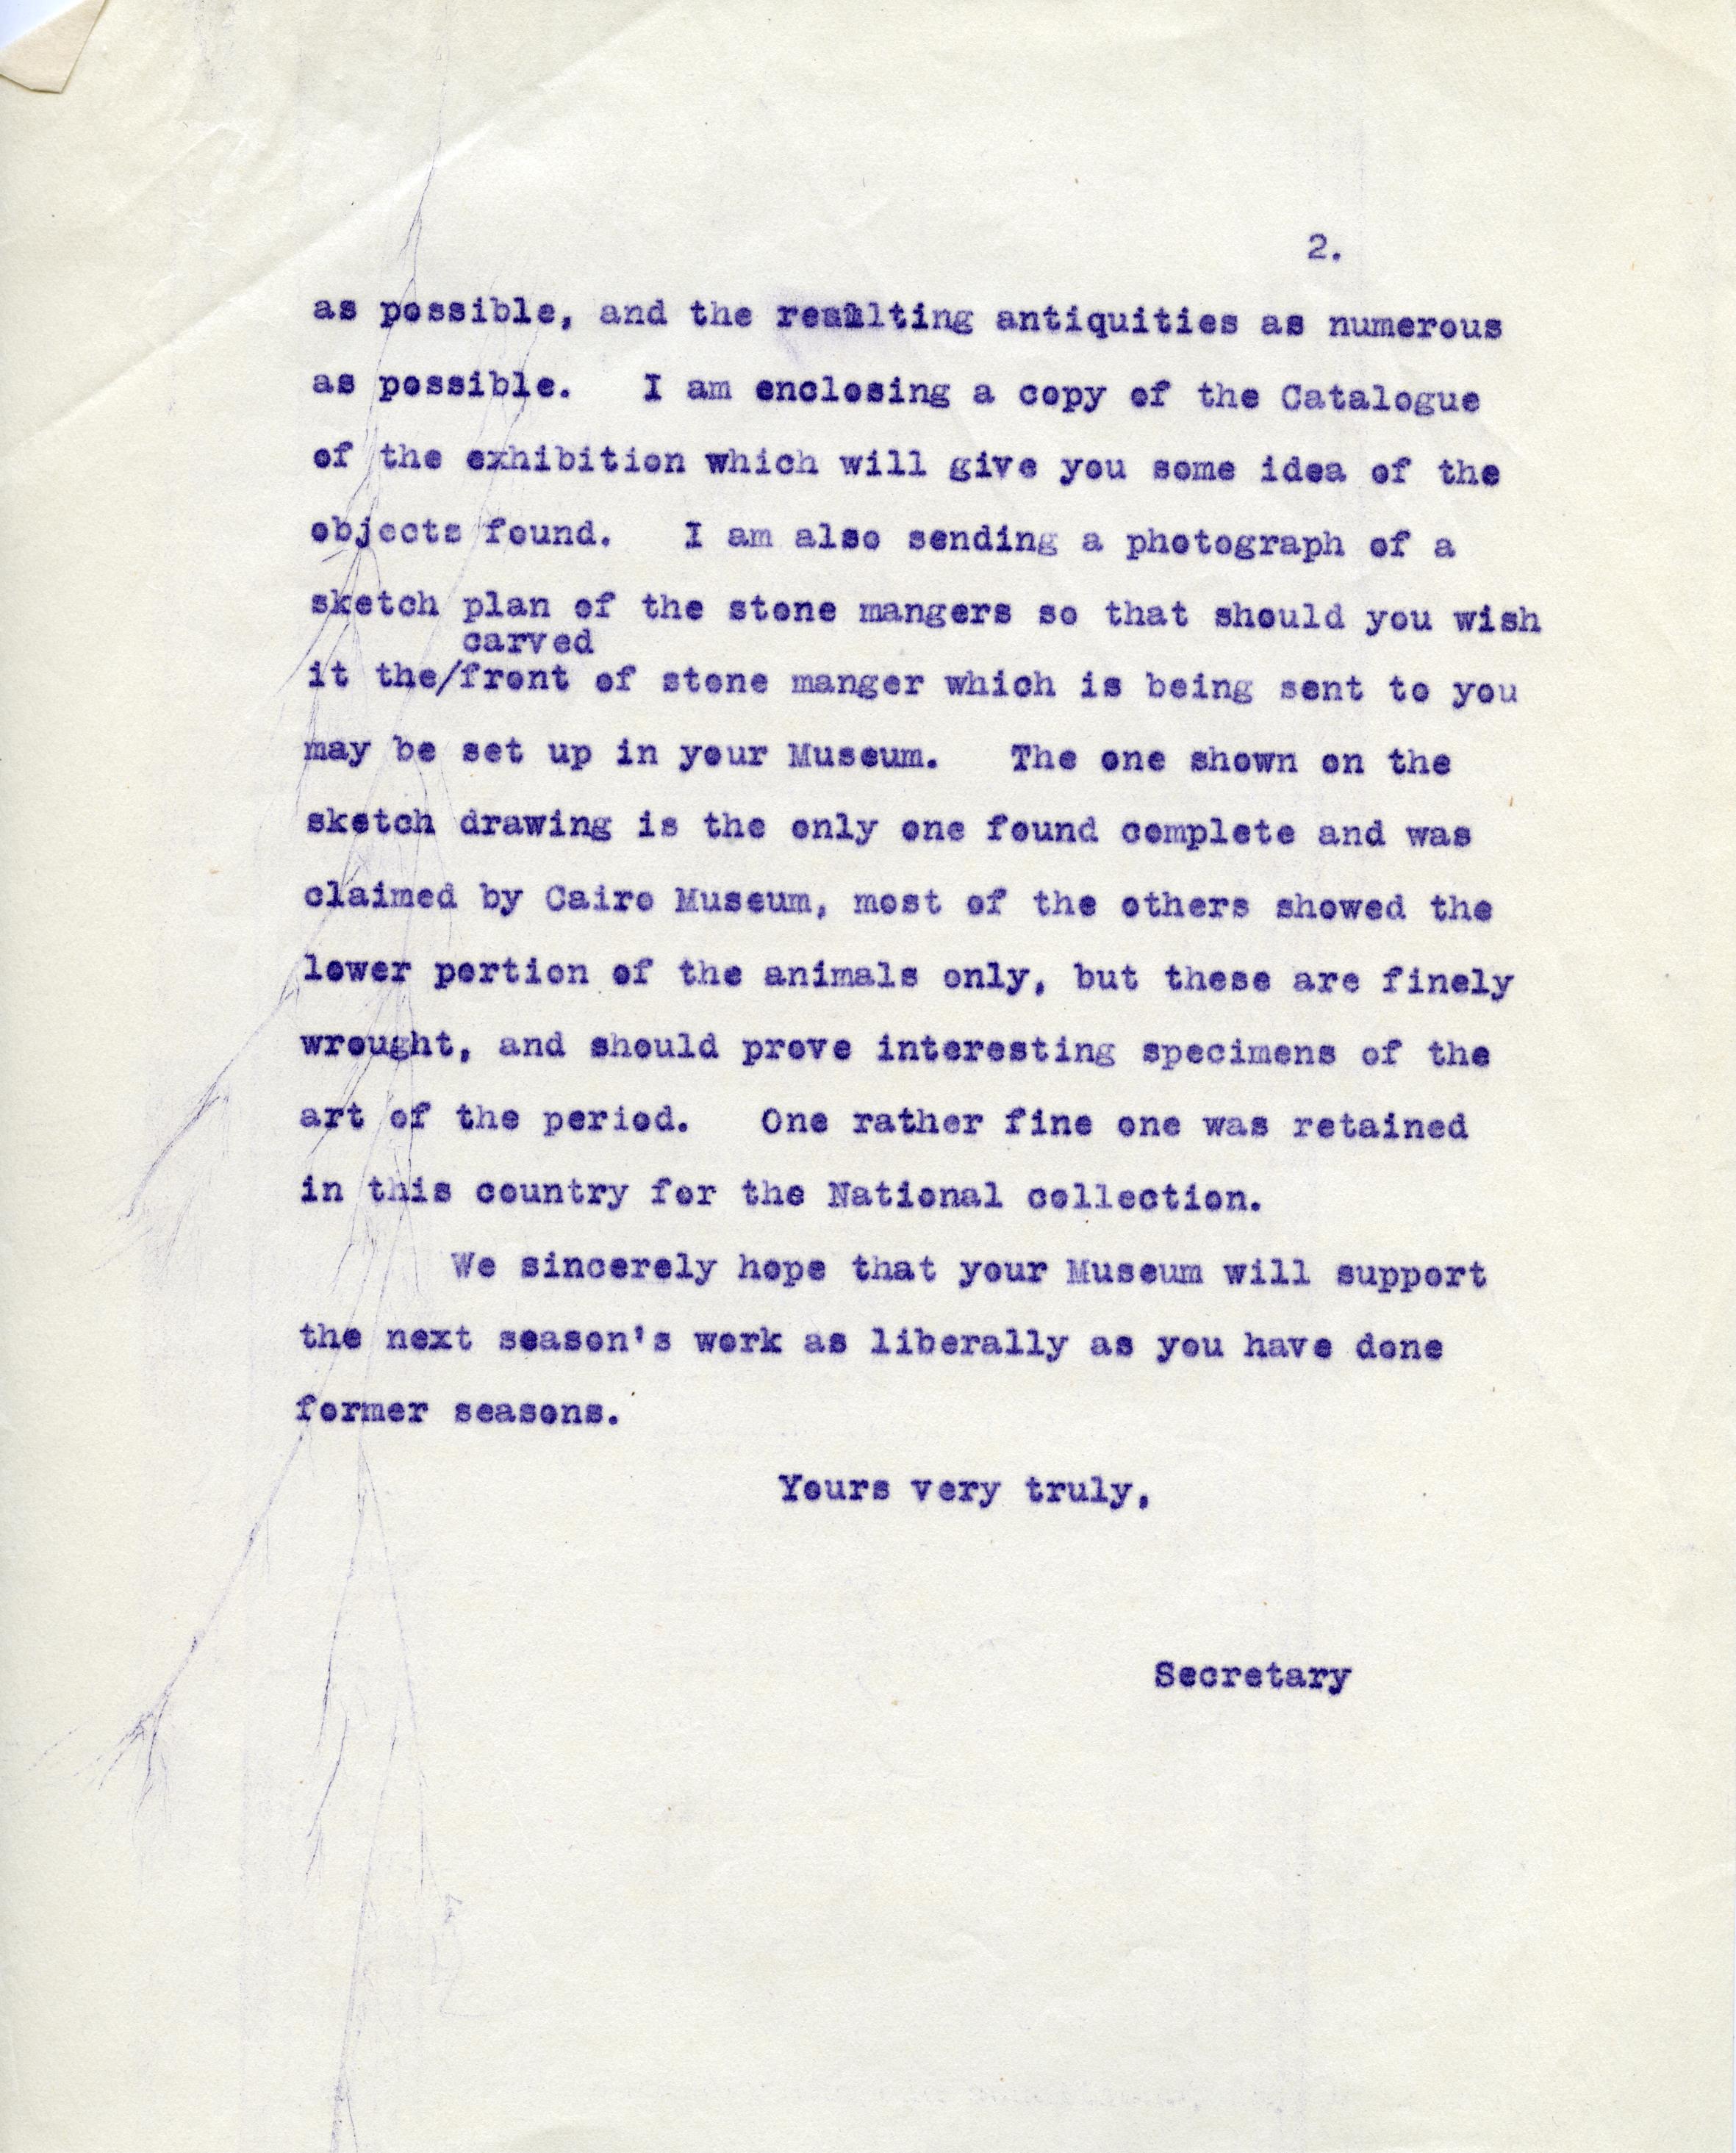 2.
as possible, and the resulting antiquities as numerous
as possible. I am enclosing a copy of the Catalogue
of the exhibition which will give you some idea of the
objects found. I am also sending a photograph of a
sketch plan of the stone mangers so that should you wish
carved
it the/front of stone manger which is being sent to you
may be set up in your Museum. The one shown on the
sketch drawing is the only one found complete and was
claimed by Cairo Museum, most of the others showed the
lower portion of the animals only, but these are finely
wrought, and should prove interesting specimens of the
art of the period. One rather fine one was retained
in this country for the National collection.
We sincerely hope that your Museum will support
the next season's work as liberally as you have done
former seasons.
Yours very truly,
Secretary